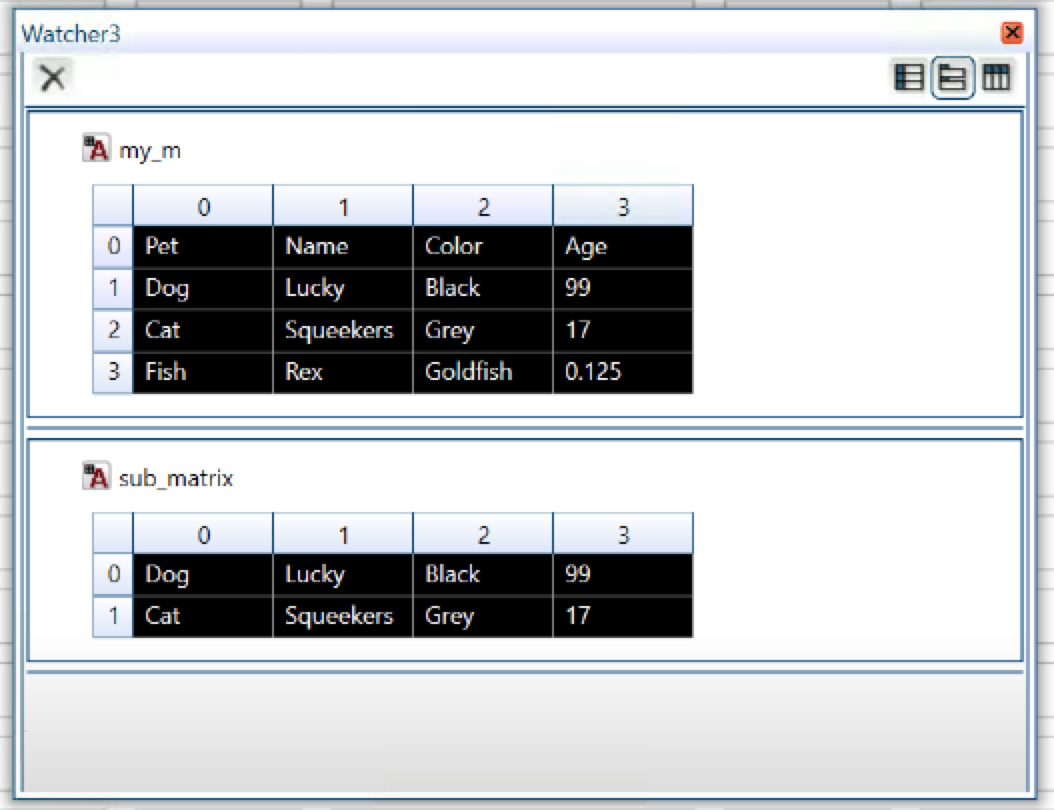 Watcher3
my_m
0 1 2 3
0 Pet Name Color Age
1 Dog Lucky Black 99
2 Cat Squeekers Grey 17
3 Fish Rex Goldfish 0.125
sub_matrix
0 1 2 3
0 Dog Lucky Black 99
1 Cat Squeekers Grey 17